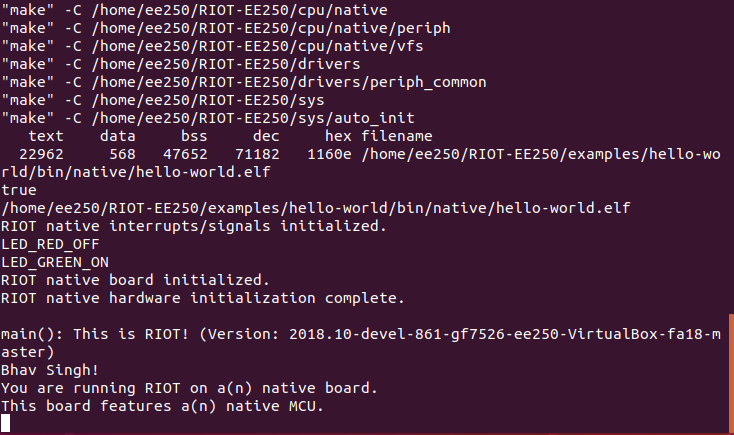 "make" -C /home/ee250/RIOT-EE250/cpu/native
"make" -C /home/ee250/RIOT-EE250/cpu/native/periph
"make" -C /home/ee250/RIOT-EE250/cpu/native/vfs
"make" -C /home/ee250/RIOT-EE250/drivers
"make" -C /home/ee250/RIOT-EE250/drivers/periph_common
"make" -C /home/ee250/RIOT-EE250/sys
"make" -C /home/ee250/RIOT-EE250/sys/auto_init
   text    data     bss     dec     hex filename
  22962     568   47652   71182   1160e /home/ee250/RIOT-EE250/examples/hello-wo
rld/bin/native/hello-world.elf
true
/home/ee250/RIOT-EE250/examples/hello-world/bin/native/hello-world.elf
RIOT native interrupts/signals initialized.
LED_RED_OFF
LED_GREEN_ON
RIOT native board initialized.
RIOT native hardware initialization complete.

main(): This is RIOT! (Version: 2018.10-devel-861-gf7526-ee250-VirtualBox-fa18-m
aster)
Bhav Singh!
You are running RIOT on a(n) native board.
This board features a(n) native MCU.